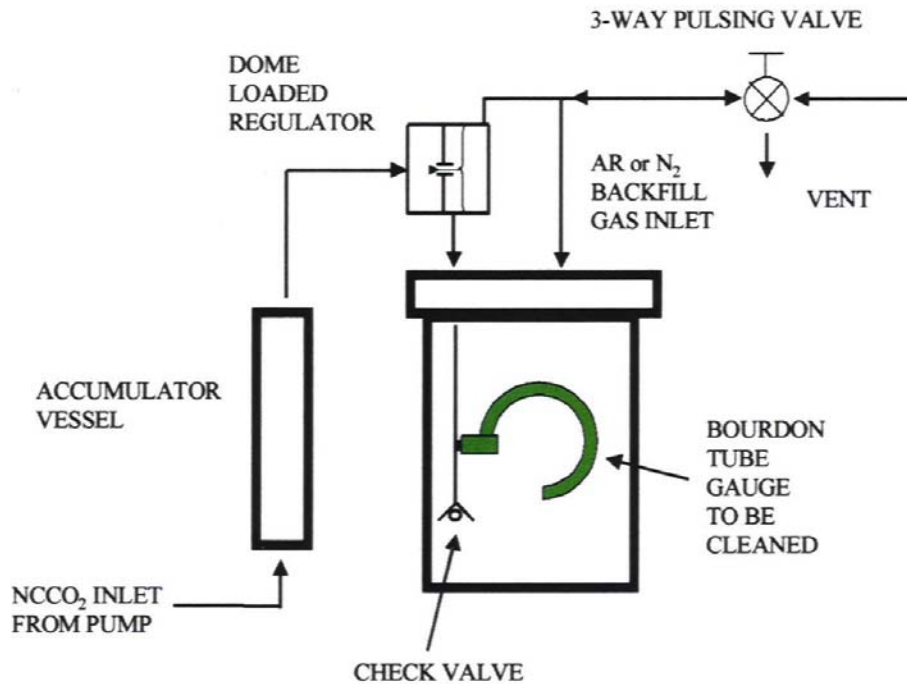 3-WAY PULSING VALVE
DOME
LOADED
REGULATOR
AR or N₂
BACKFILL
GAS INLET
VENT
ACCUMULATOR
VESSEL
BOURDON
TUBE
GAUGE
TO BE
CLEANED
NCCO₂ INLET
FROM PUMP
CHECK VALVE